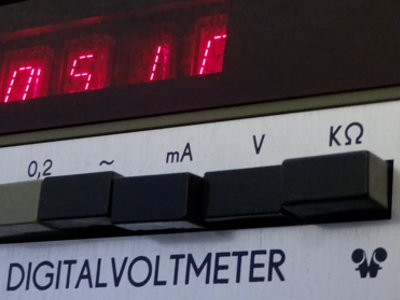 0,2 ~ mA V KΩ
DIGITALVOLTMETER